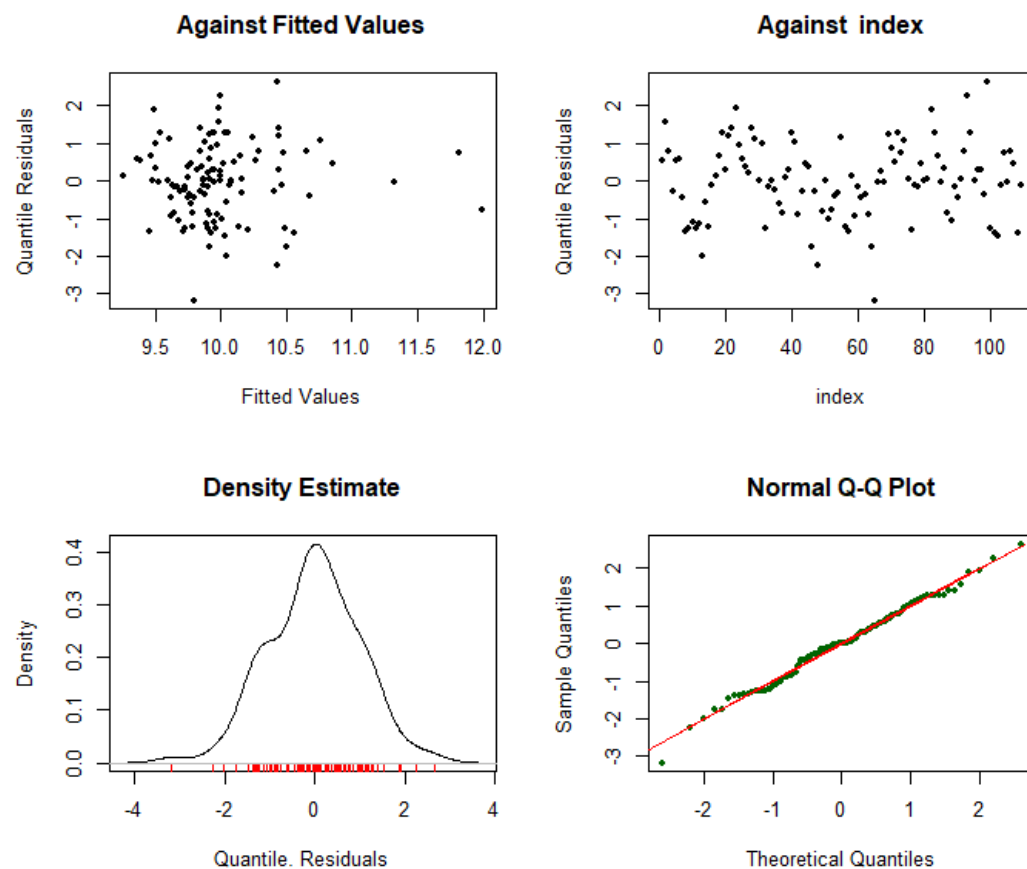 Against Fitted Values
Quantile Residuals
2
1
0
-1
-2
-3
9.5 10.0 10.5 11.0 11.5 12.0
Fitted Values
Against index
Quantile Residuals
2
1
0
-1
-2
-3
0 20 40 60 80 100
index
Density Estimate
Density
0.4
0.3
0.2
0.1
0.0
-4 -2 0 2 4
Quantile. Residuals
Normal Q-Q Plot
Sample Quantiles
2
1
0
-1
-2
-3
-2 -1 0 1 2
Theoretical Quantiles